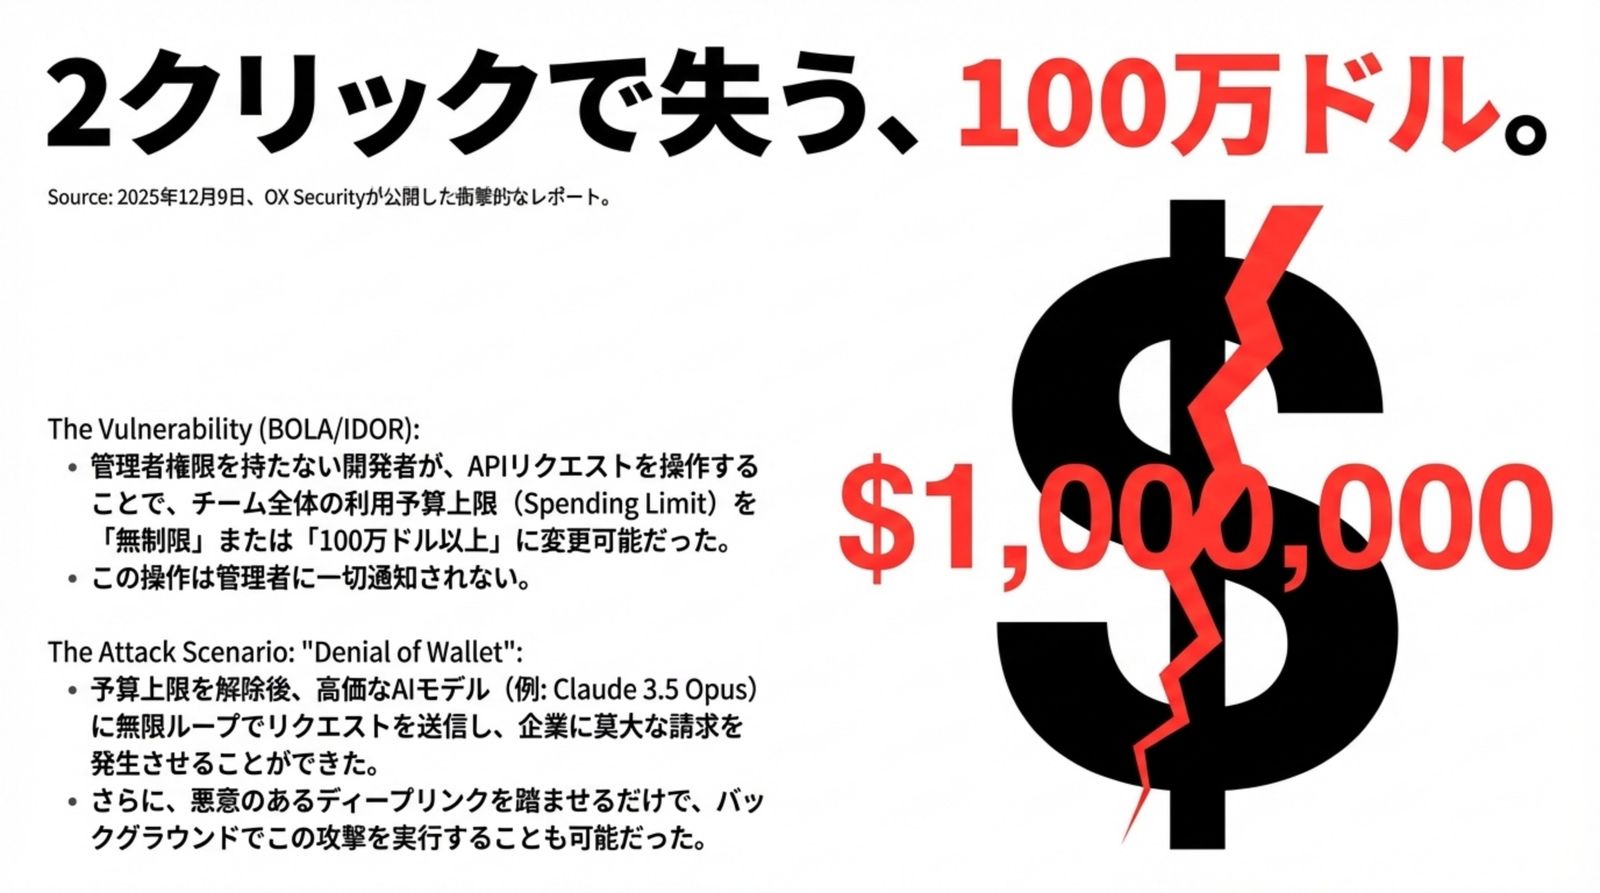 2クリックで失う、100万ドル。
Source: 2025年12月9日、OX Securityが公開した衝撃的なレポート。
The Vulnerability (BOLA/IDOR):
• 管理者権限を持たない開発者が、APIリクエストを操作する
ことで、チーム全体の利用予算上限（Spending Limit）を
「無制限」または「100万ドル以上」に変更可能だった。
• この操作は管理者に一切通知されない。
The Attack Scenario: "Denial of Wallet":
• 予算上限を解除後、高価なAIモデル（例: Claude 3.5 Opus）
に無限ループでリクエストを送信し、企業に莫大な請求を
発生させることができた。
• さらに、悪意のあるディープリンクを踏ませるだけで、バッ
クグラウンドでこの攻撃を実行することも可能だった。
$
$1,000,000